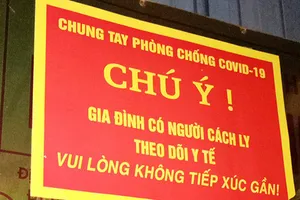 CHUNG TAY PHÒNG CHỐNG COVID-19
CHÚ Ý !
GIA ĐÌNH CÓ NGƯỜI CÁCH LY
THEO DÕI Y TẾ
VUI LÒNG KHÔNG TIẾP XÚC GẦN!